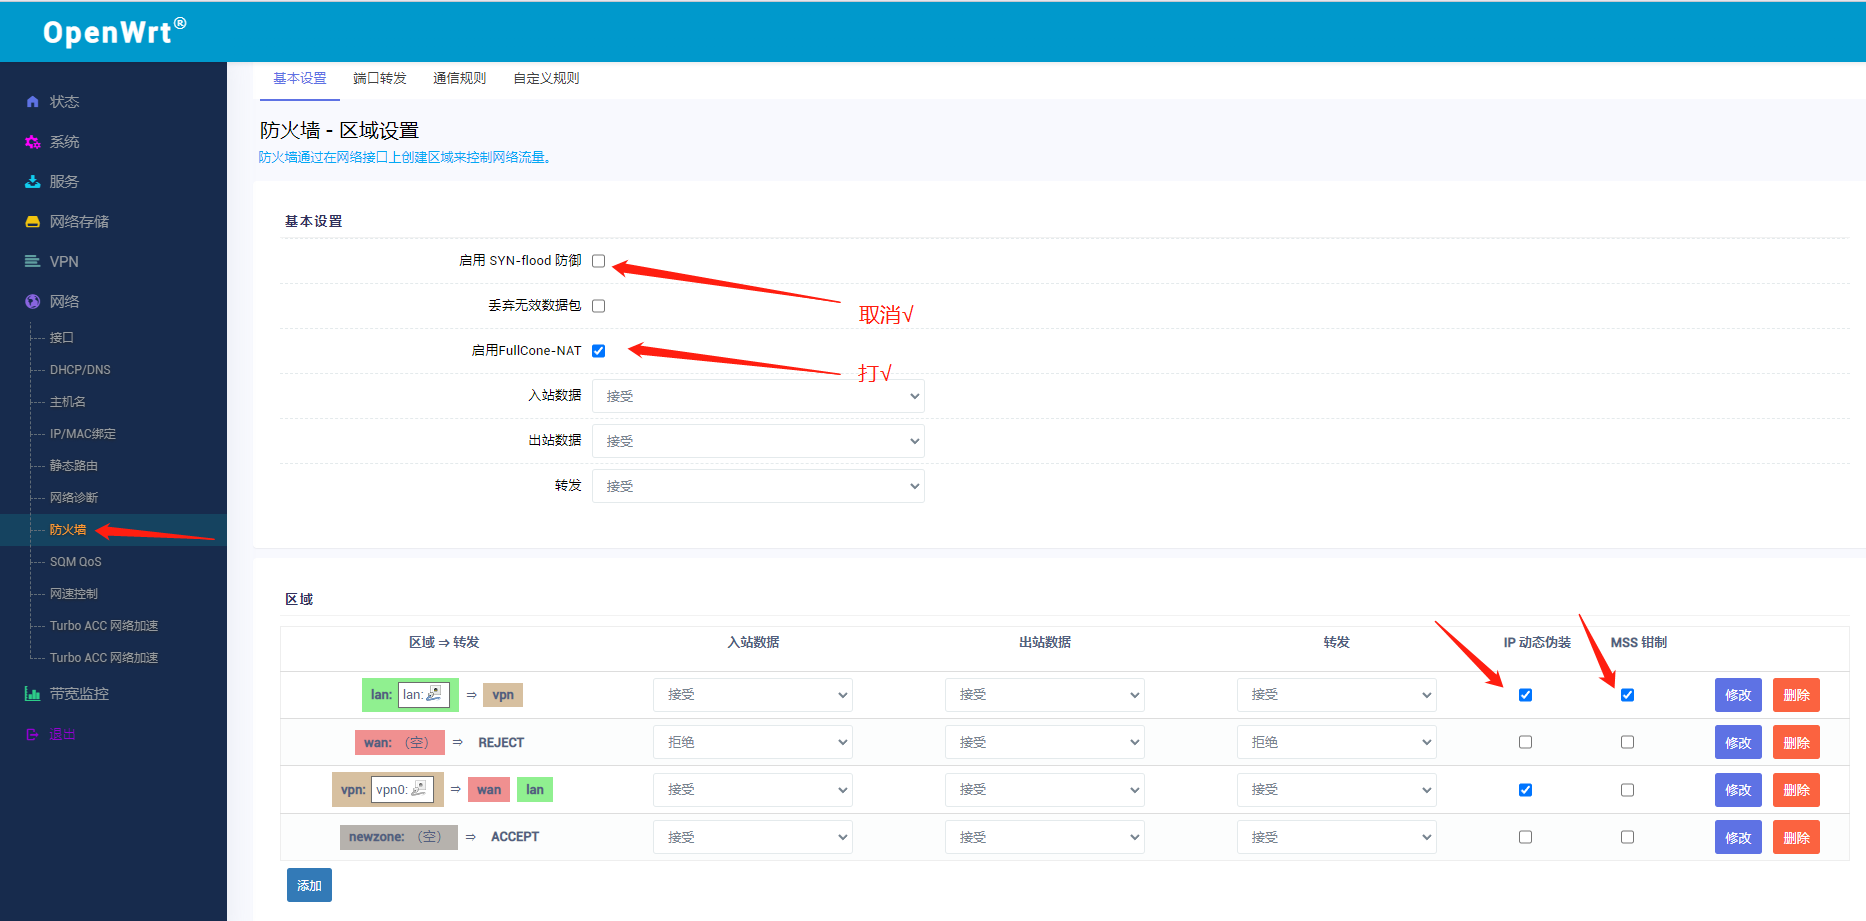 OpenWrt®
状态
系统
服务
网络存储
VPN
网络
接口
DHCP/DNS
主机名
IP/MAC绑定
静态路由
网络诊断
防火墙
SQM QoS
网速控制
Turbo ACC 网络加速
Turbo ACC 网络加速
带宽监控
退出
基本设置 端口转发 通信规则 自定义规则
防火墙 - 区域设置
防火墙通过在网络接口上创建区域来控制网络流量。
基本设置
启用 SYN-flood 防御
丢弃无效数据包
取消√
启用FullCone-NAT
打√
入站数据 接受
出站数据 接受
转发 接受
区域
区域 ⇒ 转发 入站数据 出站数据 转发 IP 动态伪装 MSS 钳制
lan: lan: ⇒ vpn 接受 接受 接受 修改 删除
wan: （空） ⇒ REJECT 拒绝 接受 拒绝 修改 删除
vpn: vpn0: ⇒ wan lan 接受 接受 接受 修改 删除
newzone: （空） ⇒ ACCEPT 接受 接受 接受 修改 删除
添加